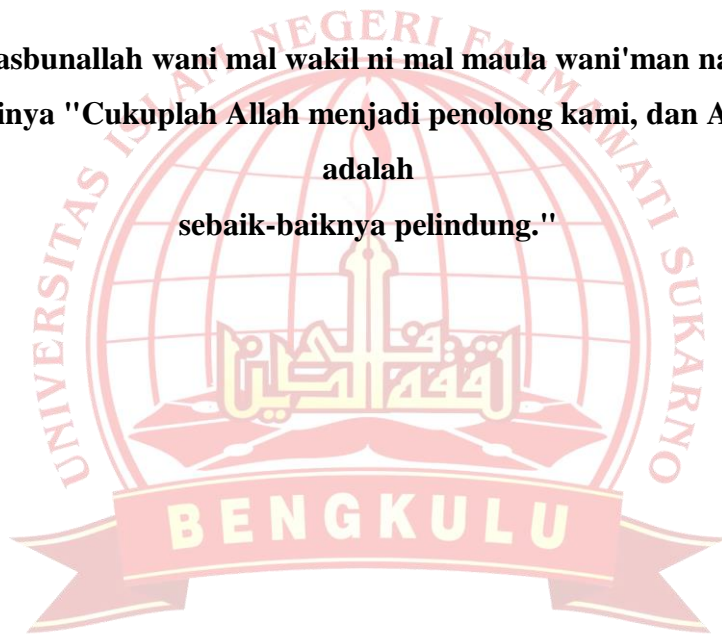 asbunallah wani mal wakil ni mal maula wani'man na
inya "Cukuplah Allah menjadi penolong kami, dan A
adalah
sebaik-baiknya pelindung."
UNIVERSITAS ISLAM NEGERI FATMAWATI SUKARNO
BENGKULU